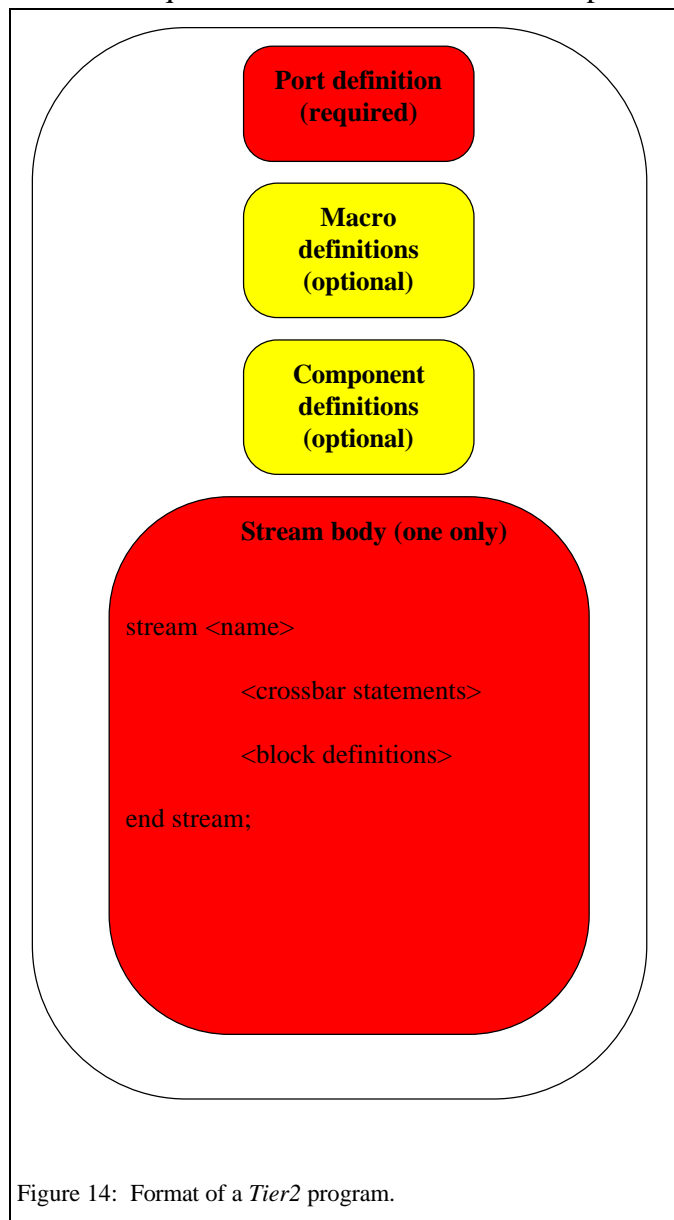 Port definition
(required)
Macro
definitions
(optional)
Component
definitions
(optional)
Stream body (one only)
stream <name>
<crossbar statements>
<block definitions>
end stream;
Figure 14: Format of a Tier2 program.